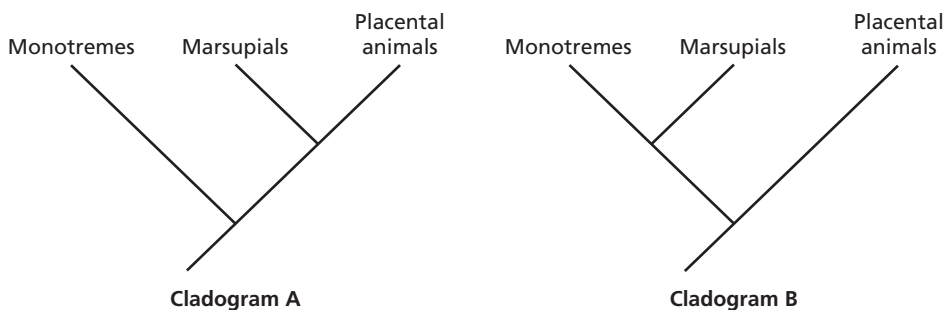 Monotremes
Marsupials
Placental
animals
Monotremes
Marsupials
Placental
animals
Cladogram A
Cladogram B